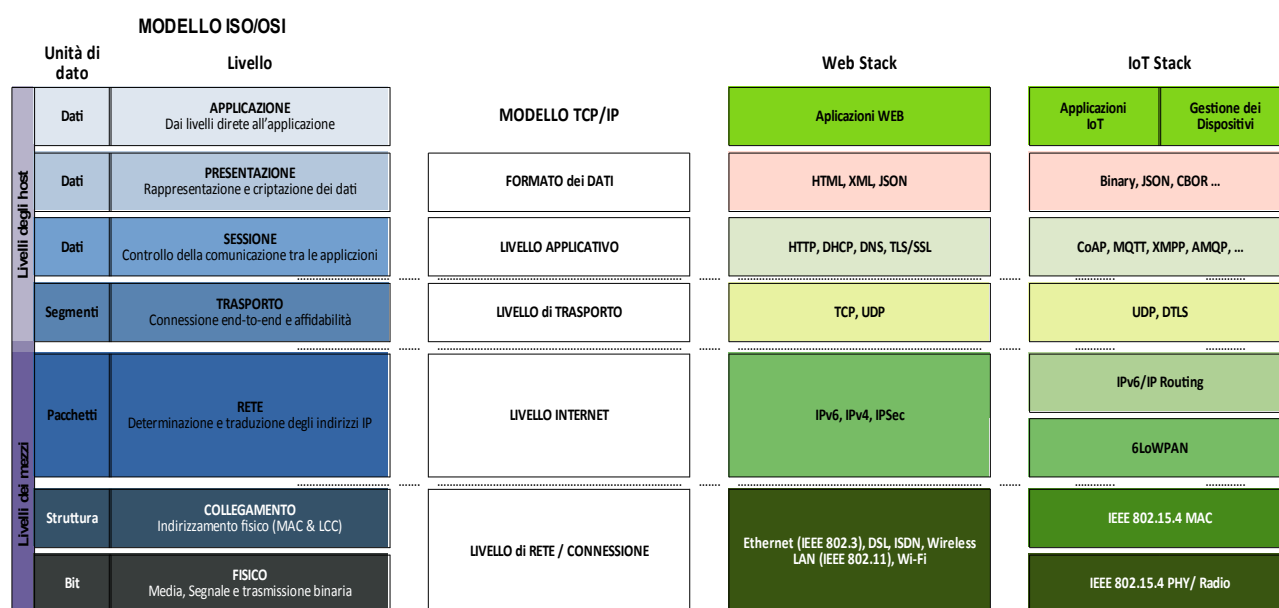 MODELLO ISO/OSI
Unità di
dato
Livello
Web Stack
IoT Stack
Livelli degli host
Dati
APPLICAZIONE
Dai livelli direte all'applicazione
MODELLO TCP/IP
Aplicazioni WEB
Applicazioni
IoT
Gestione dei
Dispositivi
Dati
PRESENTAZIONE
Rappresentazione e criptazione dei dati
FORMATO dei DATI
HTML, XML, JSON
Binary, JSON, CBOR ...
Dati
SESSIONE
Controllo della comunicazione tra le appliczioni
LIVELLO APPLICATIVO
HTTP, DHCP, DNS, TLS/SSL
CoAP, MQTT, XMPP, AMQP, ...
Segmenti
TRASPORTO
Connessione end-to-end e affidabilità
LIVELLO di TRASPORTO
TCP, UDP
UDP, DTLS
Livelli dei mezzi
Pacchetti
RETE
Determinazione e traduzione degli indirizzi IP
LIVELLO INTERNET
IPv6, IPv4, IPSec
IPv6/IP Routing
6LoWPAN
Struttura
COLLEGAMENTO
Indirizzamento fisico (MAC & LCC)
LIVELLO di RETE / CONNESSIONE
Ethernet (IEEE 802.3), DSL, ISDN, Wireless
LAN (IEEE 802.11), Wi-Fi
IEEE 802.15.4 MAC
Bit
FISICO
Media, Segnale e trasmissione binaria
IEEE 802.15.4 PHY/ Radio